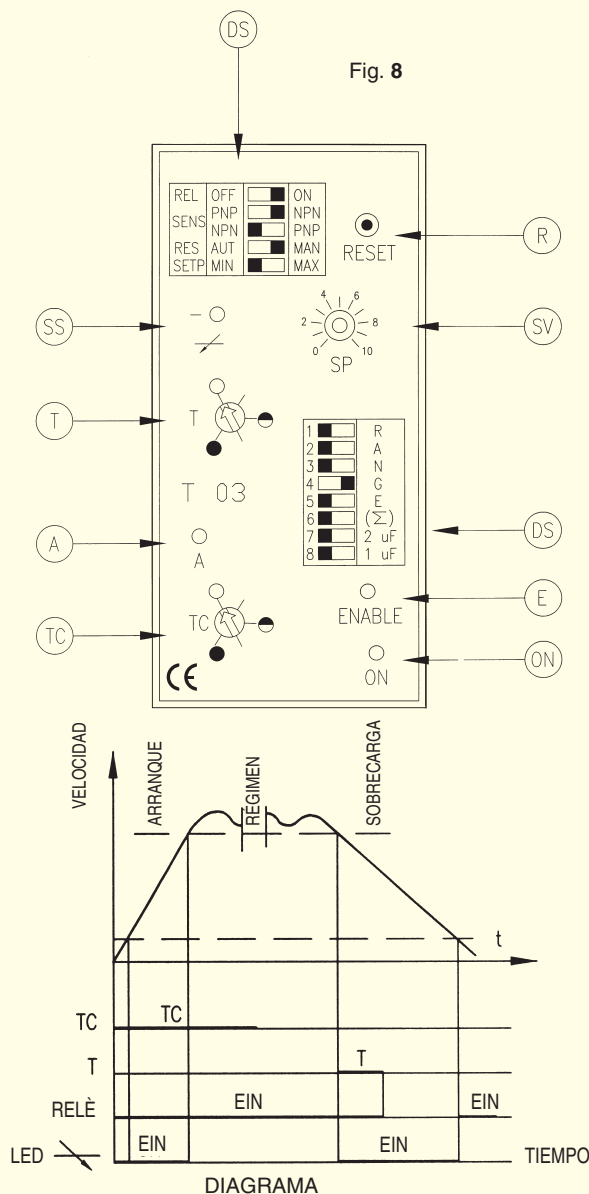 DS
Fig. 8
REL OFF ON
SENS PNP NPN
NPN PNP
RES AUT MAN
SETP MIN MAX
RESET
R
SS
–
0 2 4 6 8 10
SP
SV
T
T
1 R
2 A
3 N
4 G
5 E
6 (Σ)
7 2 uF
8 1 uF
T 03
DS
A
A
ENABLE
E
TC
TC
ON
ON
CE
VELOCIDAD
ARRANQUE
REGIMEN
SOBRECARGA
t
TC TC
T T
RELÈ EIN EIN
LED EIN EIN TIEMPO
DIAGRAMA